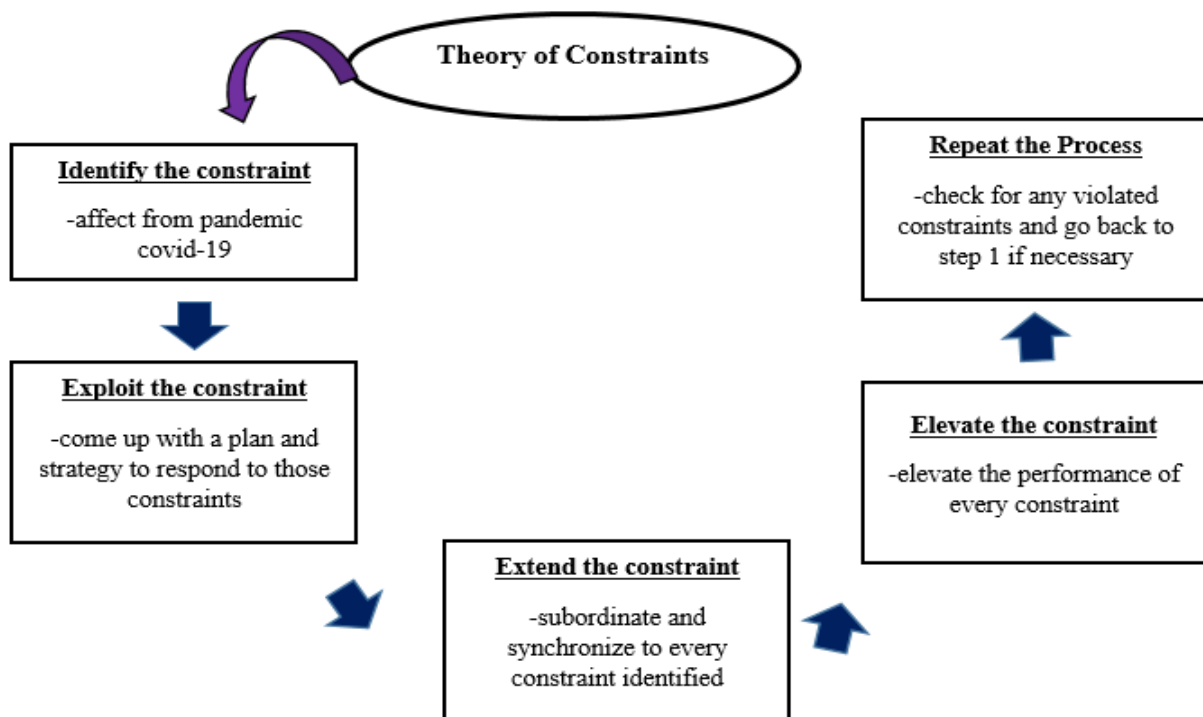 Theory of Constraints
Identify the constraint
-affect from pandemic
covid-19
Exploit the constraint
-come up with a plan and
strategy to respond to those
constraints
Extend the constraint
-subordinate and
synchronize to every
constraint identified
Elevate the constraint
-elevate the performance of
every constraint
Repeat the Process
-check for any violated
constraints and go back to
step 1 if necessary